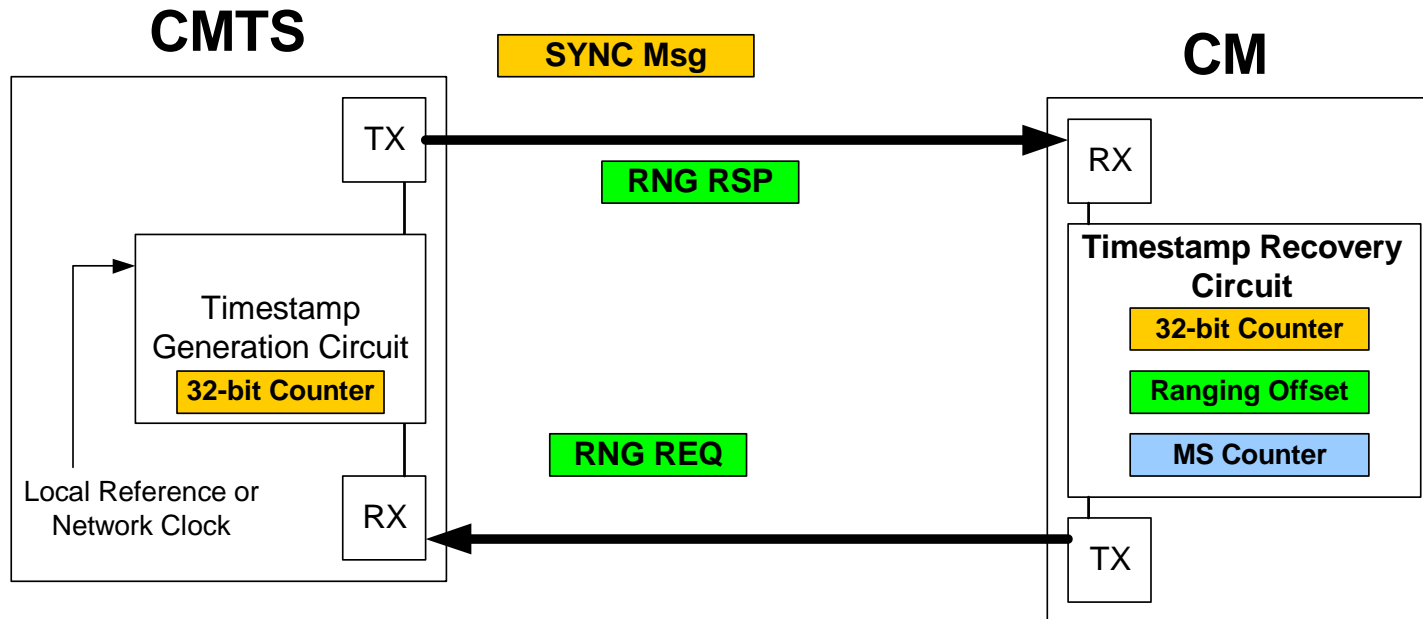 CMTS
SYNC Msg
CM
TX
RX
RNG RSP
Timestamp Recovery
Circuit
32-bit Counter
Ranging Offset
MS Counter
Timestamp
Generation Circuit
32-bit Counter
RNG REQ
Local Reference or
Network Clock
RX
TX